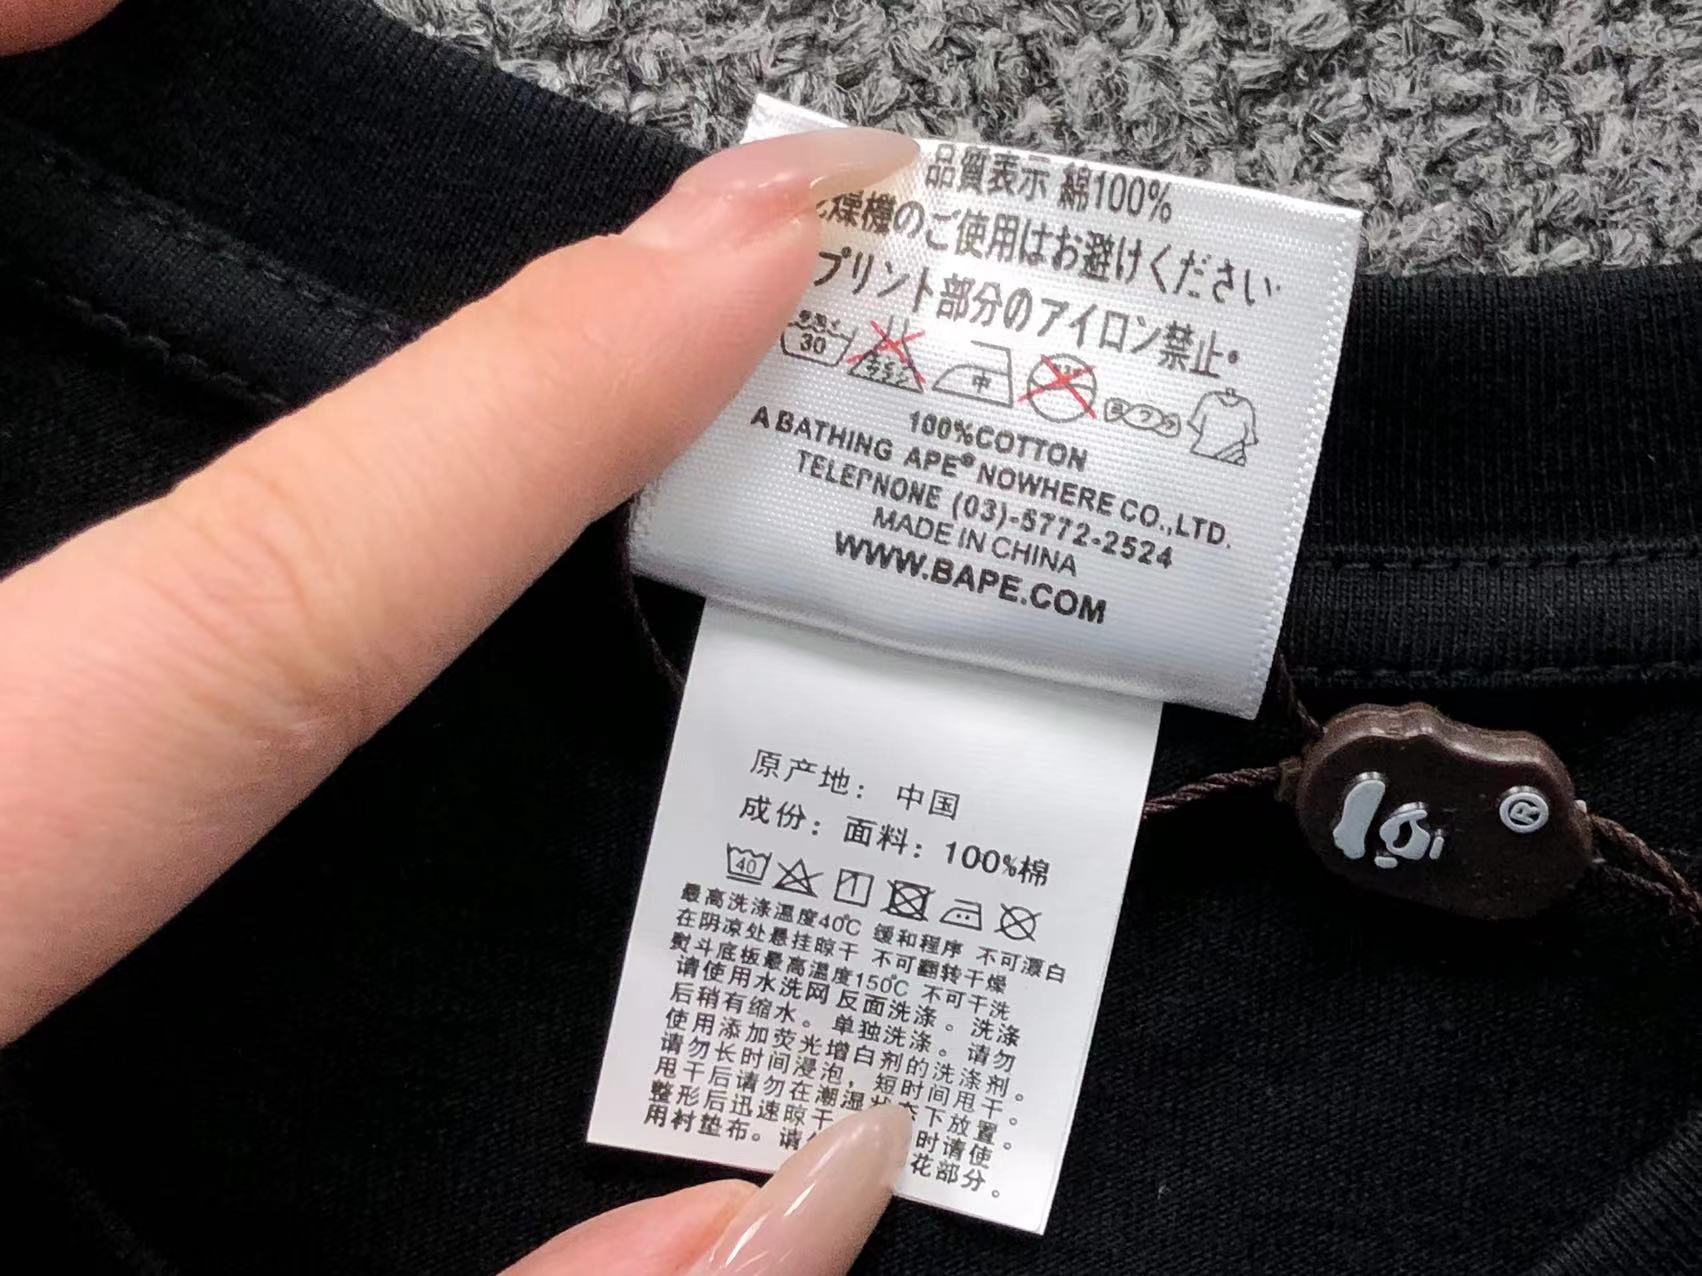 品質表示 綿100%
燥機のご使用はお避けください
プリント部分のアイロン禁止。
30
中
100%COTTON
A BATHING APE® NOWHERE CO.,LTD.
TELEPNONE (03)-5772-2524
MADE IN CHINA
WWW.BAPE.COM
原产地：中国
成份：面料：100%棉
40
最高洗涤温度40℃ 缓和程序 不可漂白
在阴凉处悬挂晾干 不可翻转干燥
熨斗底板最高温度150℃ 不可干洗
请使用水洗网 反面洗涤。洗涤
后稍有缩水。单独洗涤。请勿
使用添加荧光增白剂的洗涤剂。
请勿长时间浸泡，短时间甩干。
甩干后请勿在潮湿状态下放置。
整形后迅速晾干 时请使
用衬垫布。请 花部分。
®